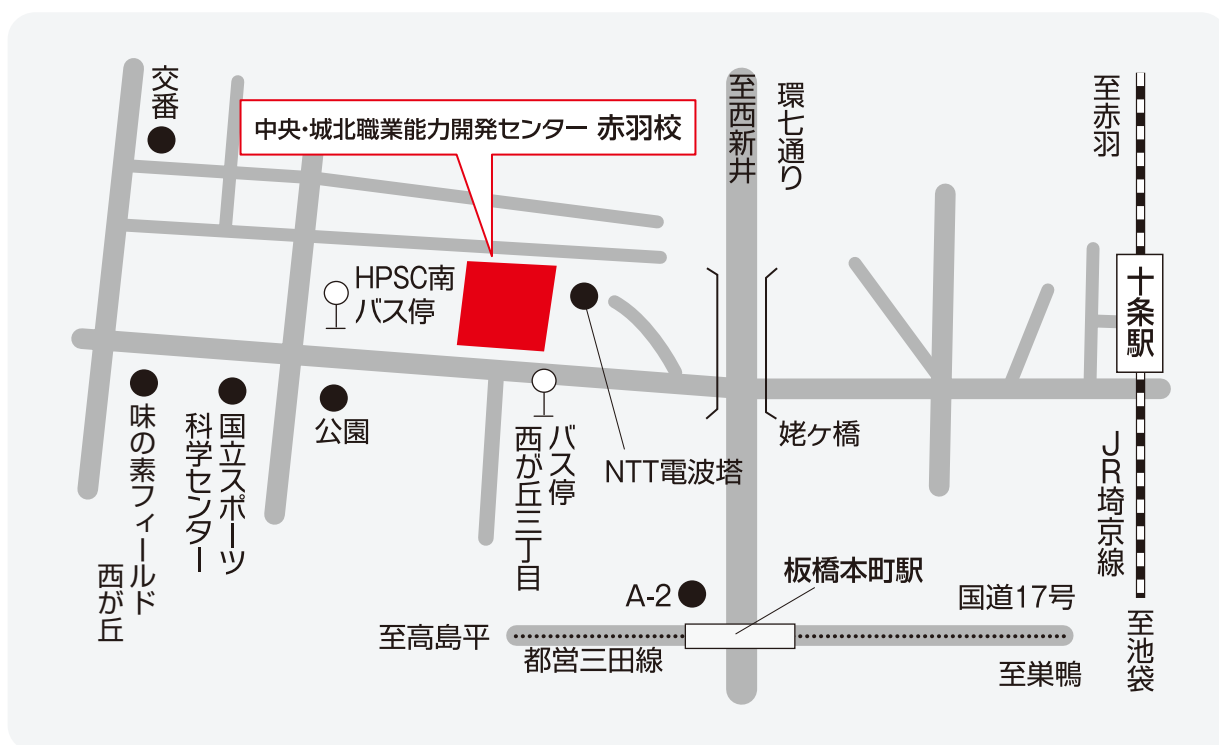 交番
中央・城北職業能力開発センター 赤羽校
至西新井
環七通り
至赤羽
HPSC南
バス停
十条駅
味の素フィールド
西が丘
国立スポーツ
科学センター
公園
バス停
西が丘三丁目
NTT電波塔
姥ヶ橋
JR埼京線
A-2
板橋本町駅
国道17号
至高島平
都営三田線
至巣鴨
至池袋